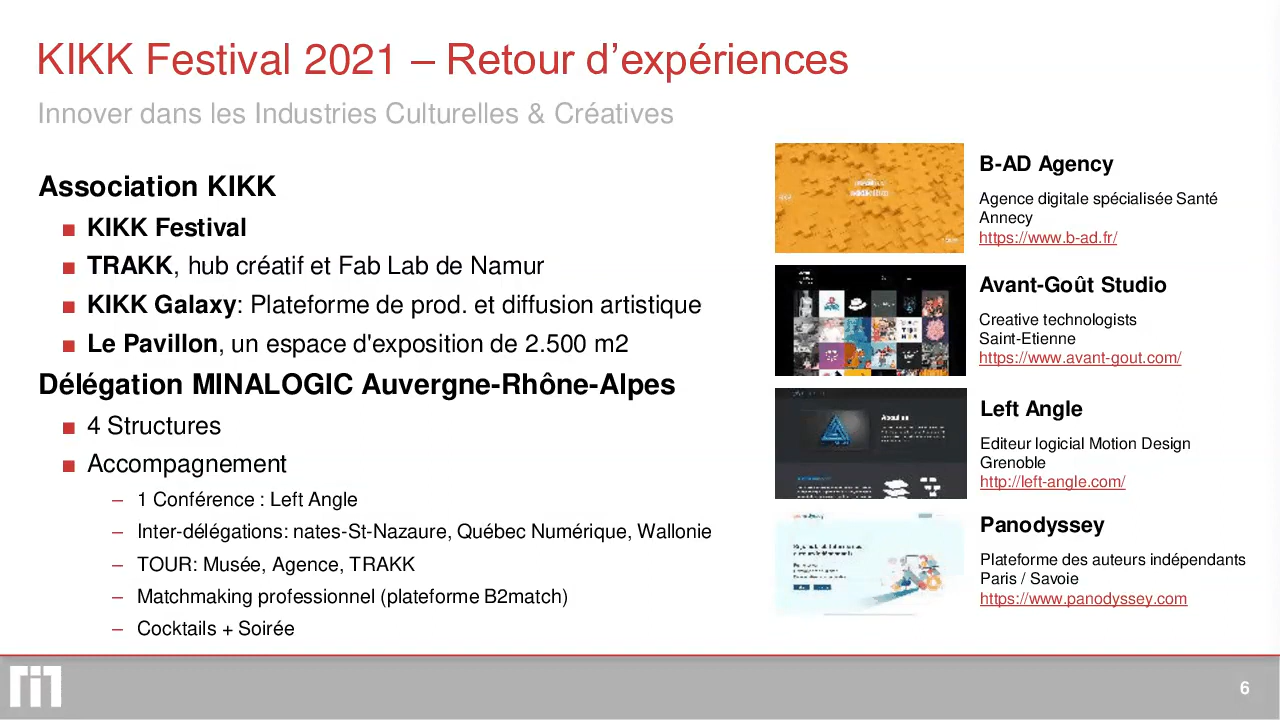 KIKK Festival 2021 – Retour d’expériences
Innover dans les Industries Culturelles & Créatives
Association KIKK
■ KIKK Festival
■ TRAKK, hub créatif et Fab Lab de Namur
■ KIKK Galaxy: Plateforme de prod. et diffusion artistique
■ Le Pavillon, un espace d'exposition de 2.500 m2
Délégation MINALOGIC Auvergne-Rhône-Alpes
■ 4 Structures
■ Accompagnement
– 1 Conférence : Left Angle
– Inter-délégations: nates-St-Nazaure, Québec Numérique, Wallonie
– TOUR: Musée, Agence, TRAKK
– Matchmaking professionnel (plateforme B2match)
– Cocktails + Soirée
B-AD Agency
Agence digitale spécialisée Santé
Annecy
https://www.b-ad.fr/
Avant-Goût Studio
Creative technologists
Saint-Etienne
https://www.avant-gout.com/
About us
Left Angle
Editeur logicial Motion Design
Grenoble
http://left-angle.com/
Panodyssey
Plateforme des auteurs indépendants
Paris / Savoie
https://www.panodyssey.com
6